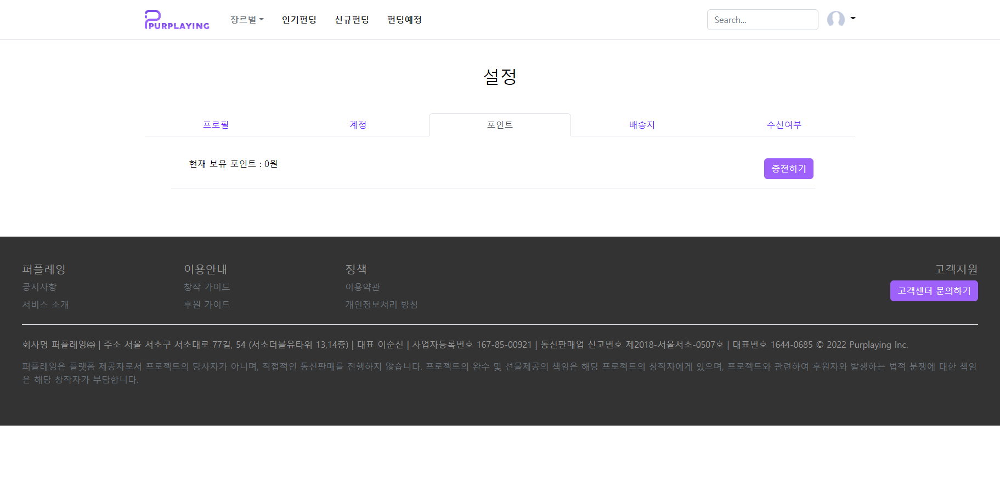 PURPLAYING 장르별 인기펀딩 신규펀딩 펀딩예정 Search...
설정
프로필 계정 포인트 배송지 수신여부
현재 보유 포인트 : 0원 충전하기
퍼플레잉 이용안내 정책 고객지원
공지사항 창작 가이드 이용약관 고객센터 문의하기
서비스 소개 후원 가이드 개인정보처리 방침
회사명 퍼플레잉㈜ | 주소 서울 서초구 서초대로 77길, 54 (서초더블유타워 13,14층) | 대표 이순신 | 사업자등록번호 167-85-00921 | 통신판매업 신고번호 제2018-서울서초-0507호 | 대표번호 1644-0685 © 2022 Purplaying Inc.
퍼플레잉은 플랫폼 제공자로서 프로젝트의 당사자가 아니며, 직접적인 통신판매를 진행하지 않습니다. 프로젝트의 완수 및 선물제공의 책임은 해당 프로젝트의 창작자에게 있으며, 프로젝트와 관련하여 후원자와 발생하는 법적 분쟁에 대한 책임
은 해당 창작자가 부담합니다.